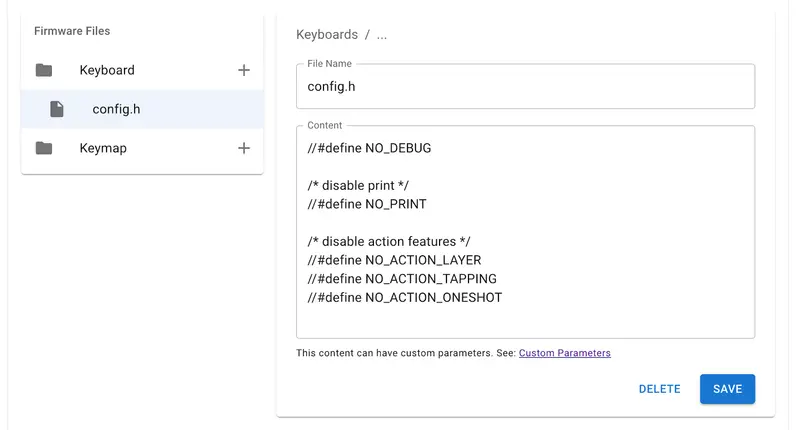 Firmware Files
Keyboard
config.h
Keymap
Keyboards / ...
File Name
config.h
Content
//#define NO_DEBUG
/* disable print */
//#define NO_PRINT
/* disable action features */
//#define NO_ACTION_LAYER
//#define NO_ACTION_TAPPING
//#define NO_ACTION_ONESHOT
This content can have custom parameters. See: Custom Parameters
DELETE
SAVE